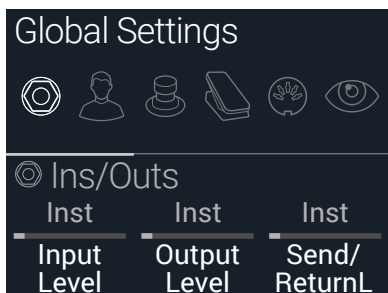 Global Settings
Ins/Outs
Inst Inst Inst
Input Output Send/
Level Level ReturnL